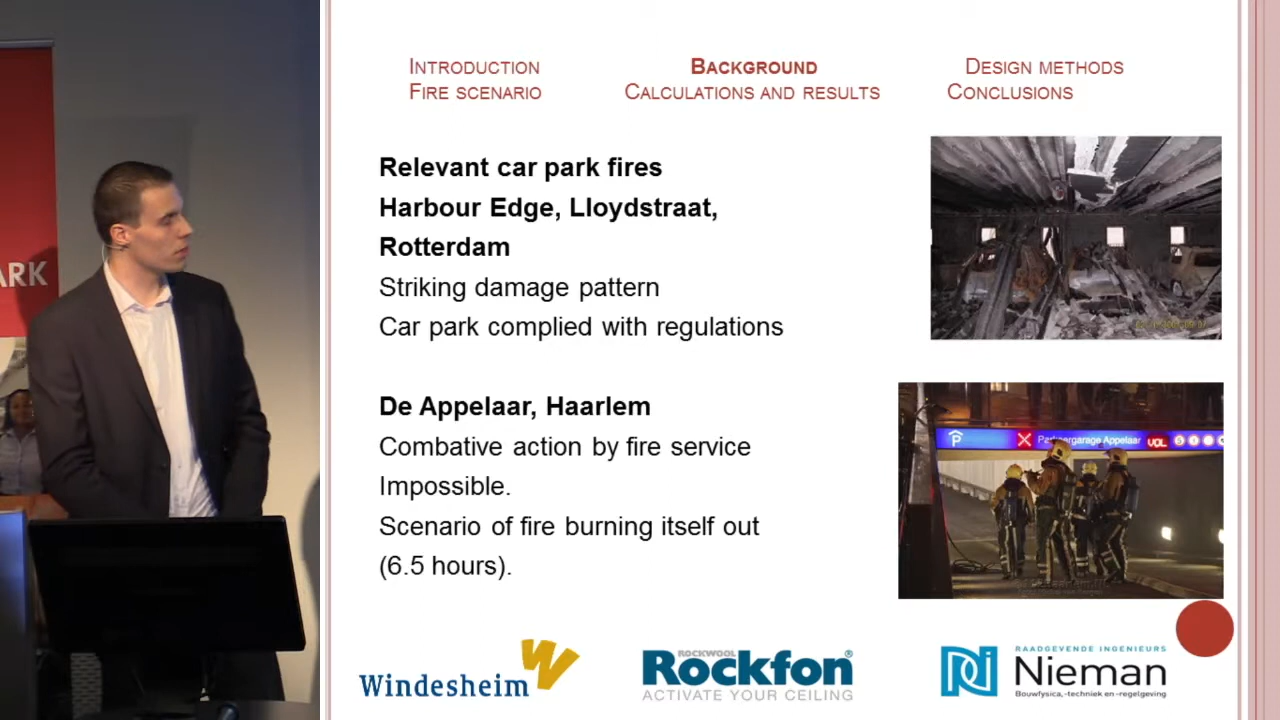 INTRODUCTION BACKGROUND DESIGN METHODS
FIRE SCENARIO CALCULATIONS AND RESULTS CONCLUSIONS
Relevant car park fires
Harbour Edge, Lloydstraat,
Rotterdam
Striking damage pattern
Car park complied with regulations
De Appelaar, Haarlem
Combative action by fire service
Impossible.
Scenario of fire burning itself out
(6.5 hours).
ARK
P Parkeergarage Appelaar VOL
Windesheim
ROCKWOOL
Rockfon®
ACTIVATE YOUR CEILING
RAADGEVENDE INGENIEURS
Nieman
Bouwfysica, -techniek en -regelgeving